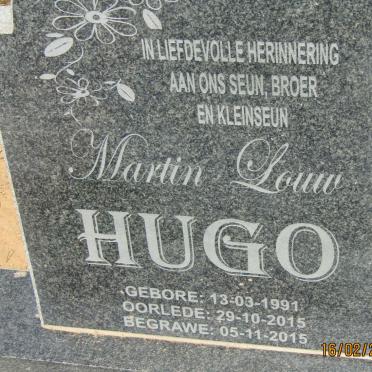 IN LIEFDEVOLLE HERINNERING
AAN ONS SEUN, BROER
EN KLEINSEUN
Martin Louw
HUGO
GEBORE: 13-03-1991
OORLEDE: 29-10-2015
BEGRAWE: 05-11-2015
16/02/2